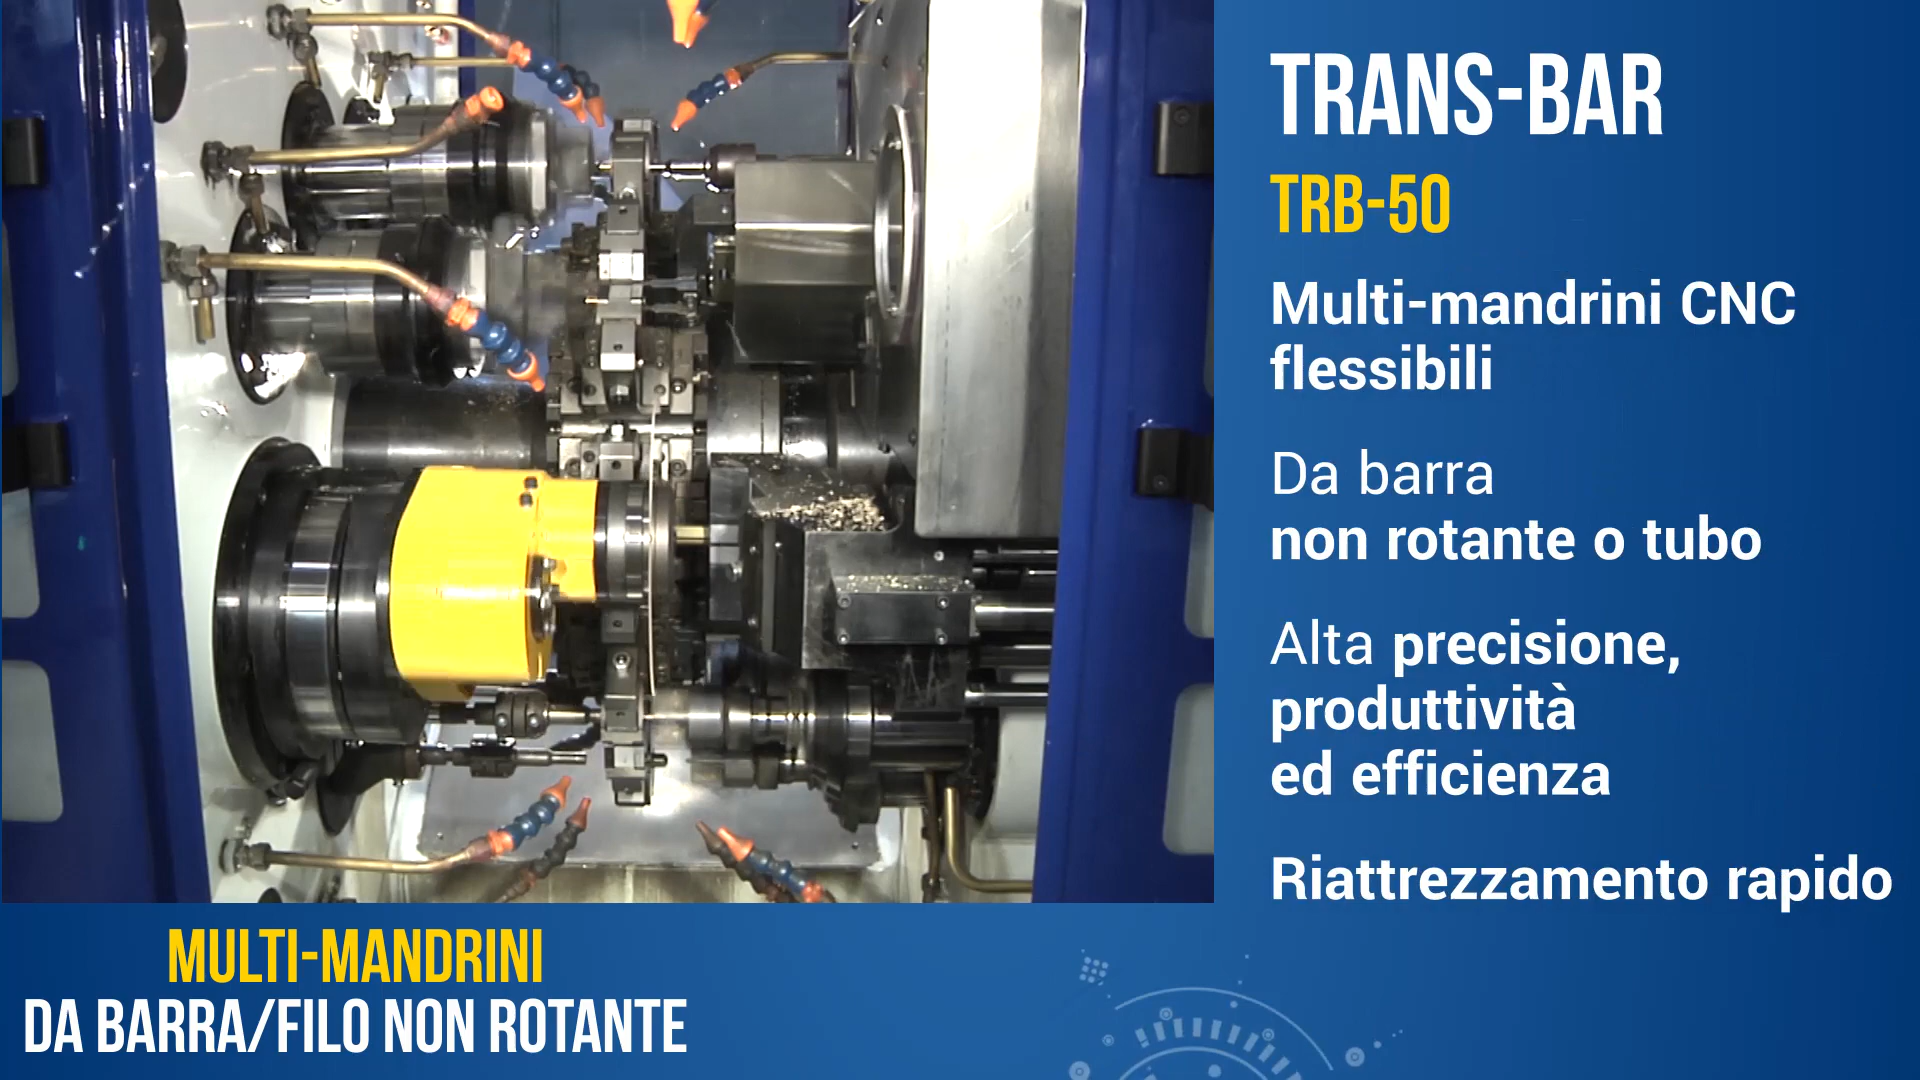 TRANS-BAR
TRB-50
Multi-mandrini CNC
flessibili
Da barra
non rotante o tubo
Alta precisione,
produttività
ed efficienza
Riattrezzamento rapido
MULTI-MANDRINI
DA BARRA/FILO NON ROTANTE